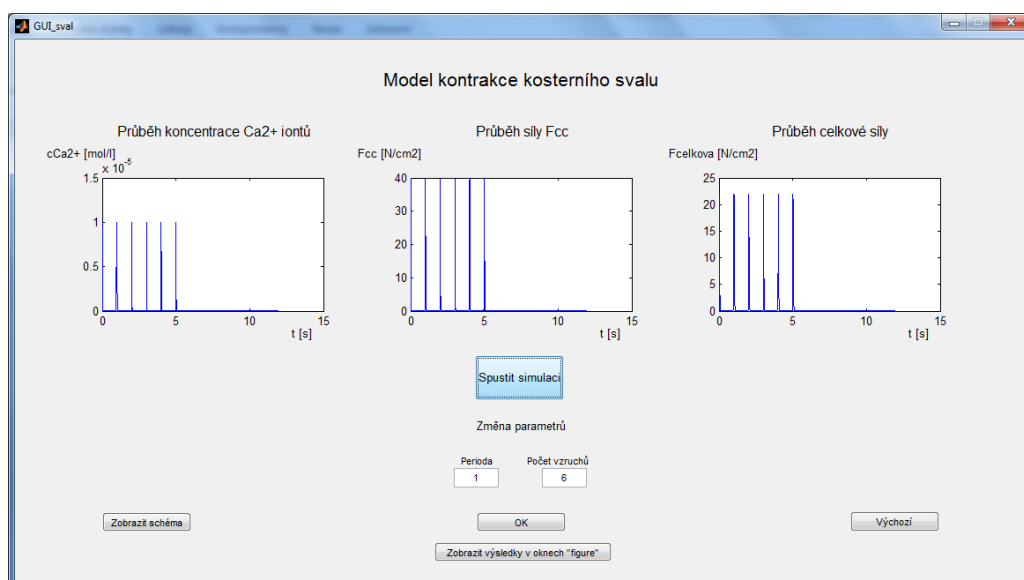 GUI_sval
Model kontrakce kosterního svalu
Průběh koncentrace Ca2+ iontů
cCa2+ [mol/l]
x 10-5
1.5
1
0.5
0
0 5 10 15
t [s]
Průběh síly Fcc
Fcc [N/cm2]
40
30
20
10
0
0 5 10 15
t [s]
Průběh celkové síly
Fcelkova [N/cm2]
25
20
15
10
5
0
0 5 10 15
t [s]
Spustit simulaci
Změna parametrů
Perioda Počet vzruchů
1 6
Zobrazit schéma OK Výchozí
Zobrazit výsledky v oknech "figure"